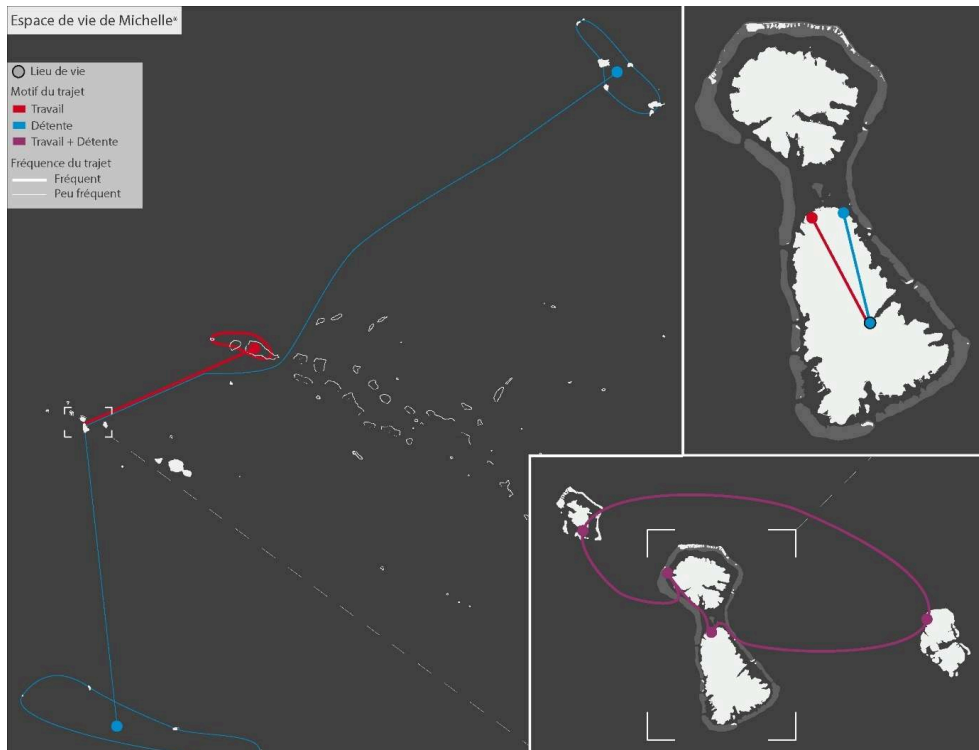 Espace de vie de Michelle*
Lieu de vie
Motif du trajet
Travail
Détente
Travail + Détente
Fréquence du trajet
Fréquent
Peu fréquent